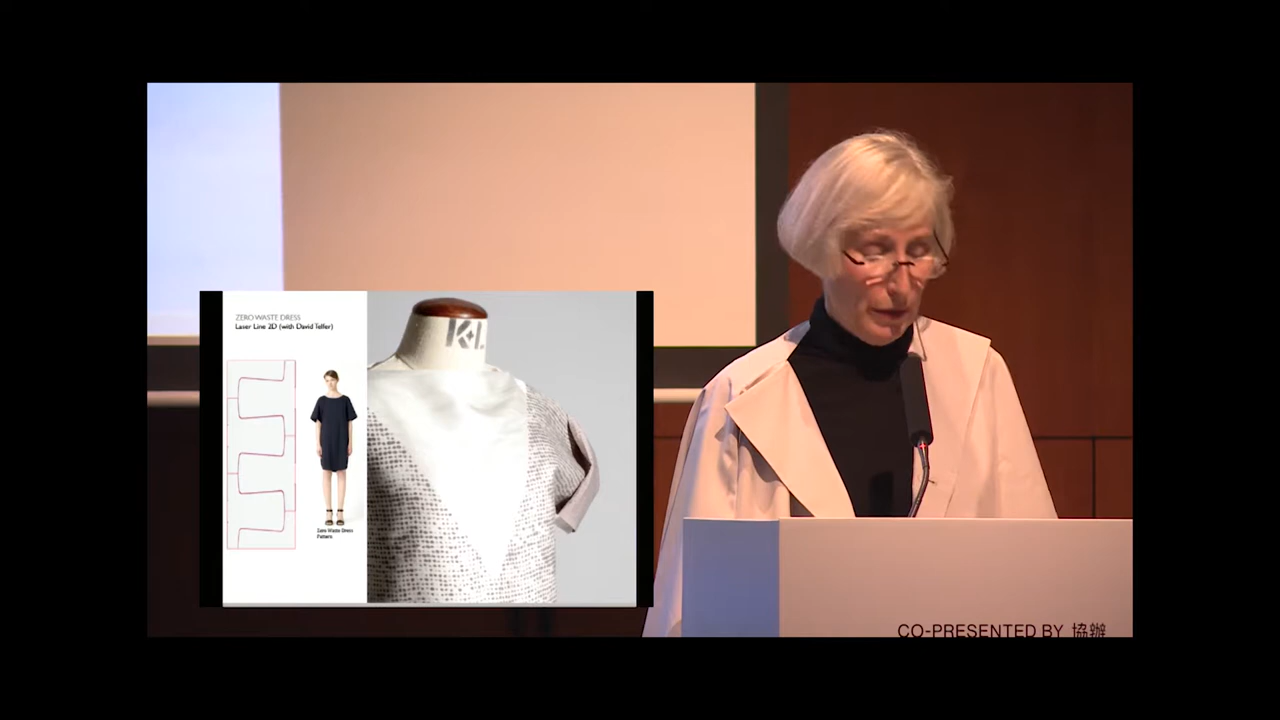 ZERO WASTE DRESS
Laser Line 2D (with David Telfer)
Zero Waste Dress
Pattern
CO-PRESENTED BY 協辦